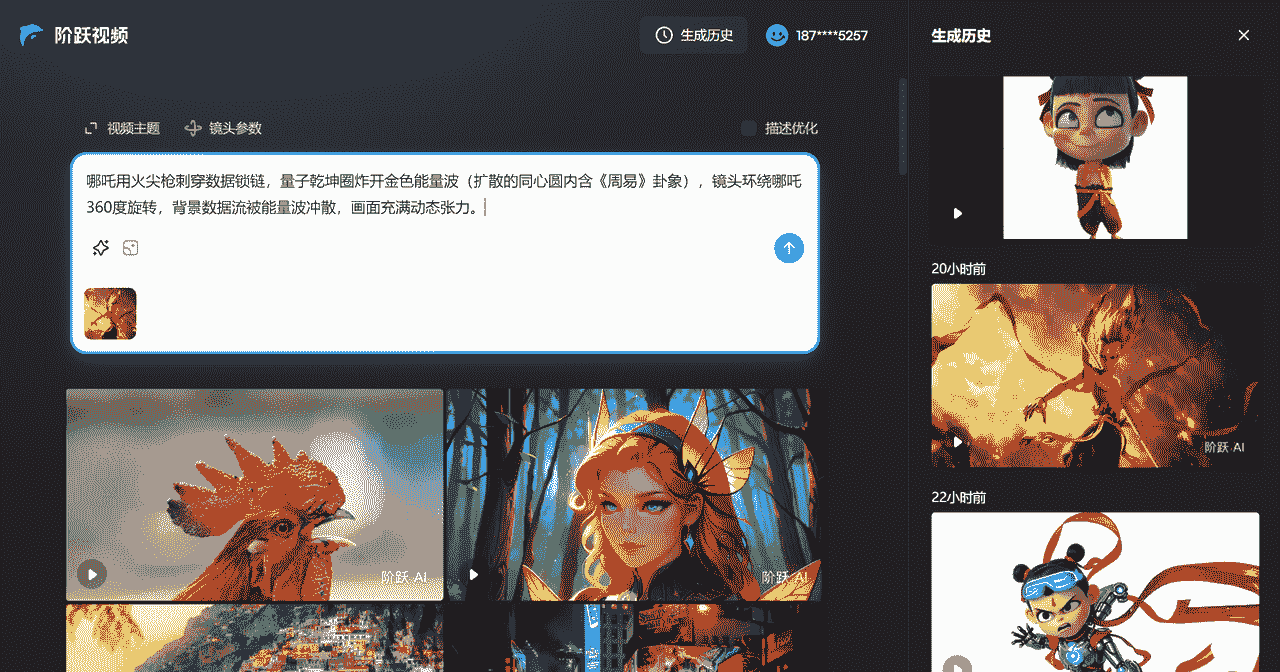 阶跃视频
生成历史
187****5257
视频主题
镜头参数
描述优化
哪吒用火尖枪刺穿数据锁链，量子乾坤圈炸开金色能量波（扩散的同心圆内含《周易》卦象），镜头环绕哪吒
360度旋转，背景数据流被能量波冲散，画面充满动态张力。
阶跃 AI
阶跃 AI
生成历史
20小时前
阶跃 AI
22小时前